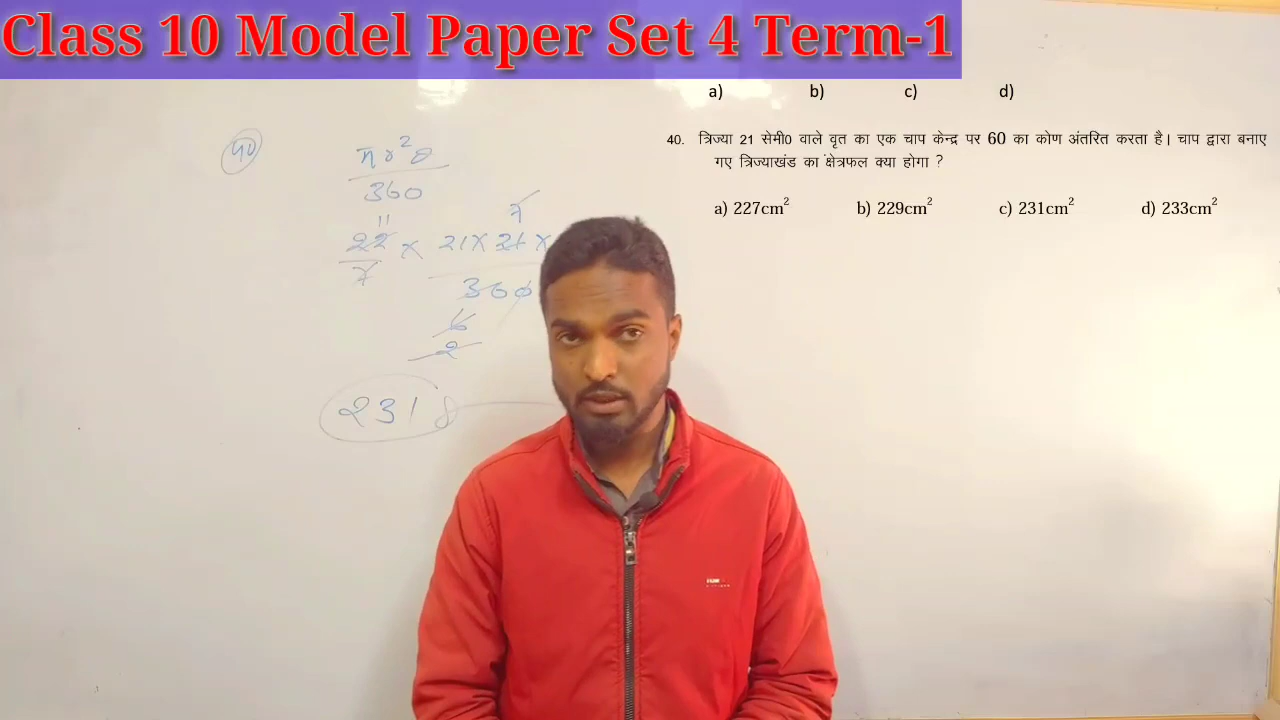 Class 10 Model Paper Set 4 Term-1
a) b) c) d)
40. त्रिज्या 21 सेमी0 वाले वृत का एक चाप केन्द्र पर 60 का कोण अंतरित करता है। चाप द्वारा बनाए
गए त्रिज्याखंड का क्षेत्रफल क्या होगा ?
a) 227cm² b) 229cm² c) 231cm² d) 233cm²
40
πr²θ
360
11 7
22 × 21 × 21 ×
7 360
6
2
231